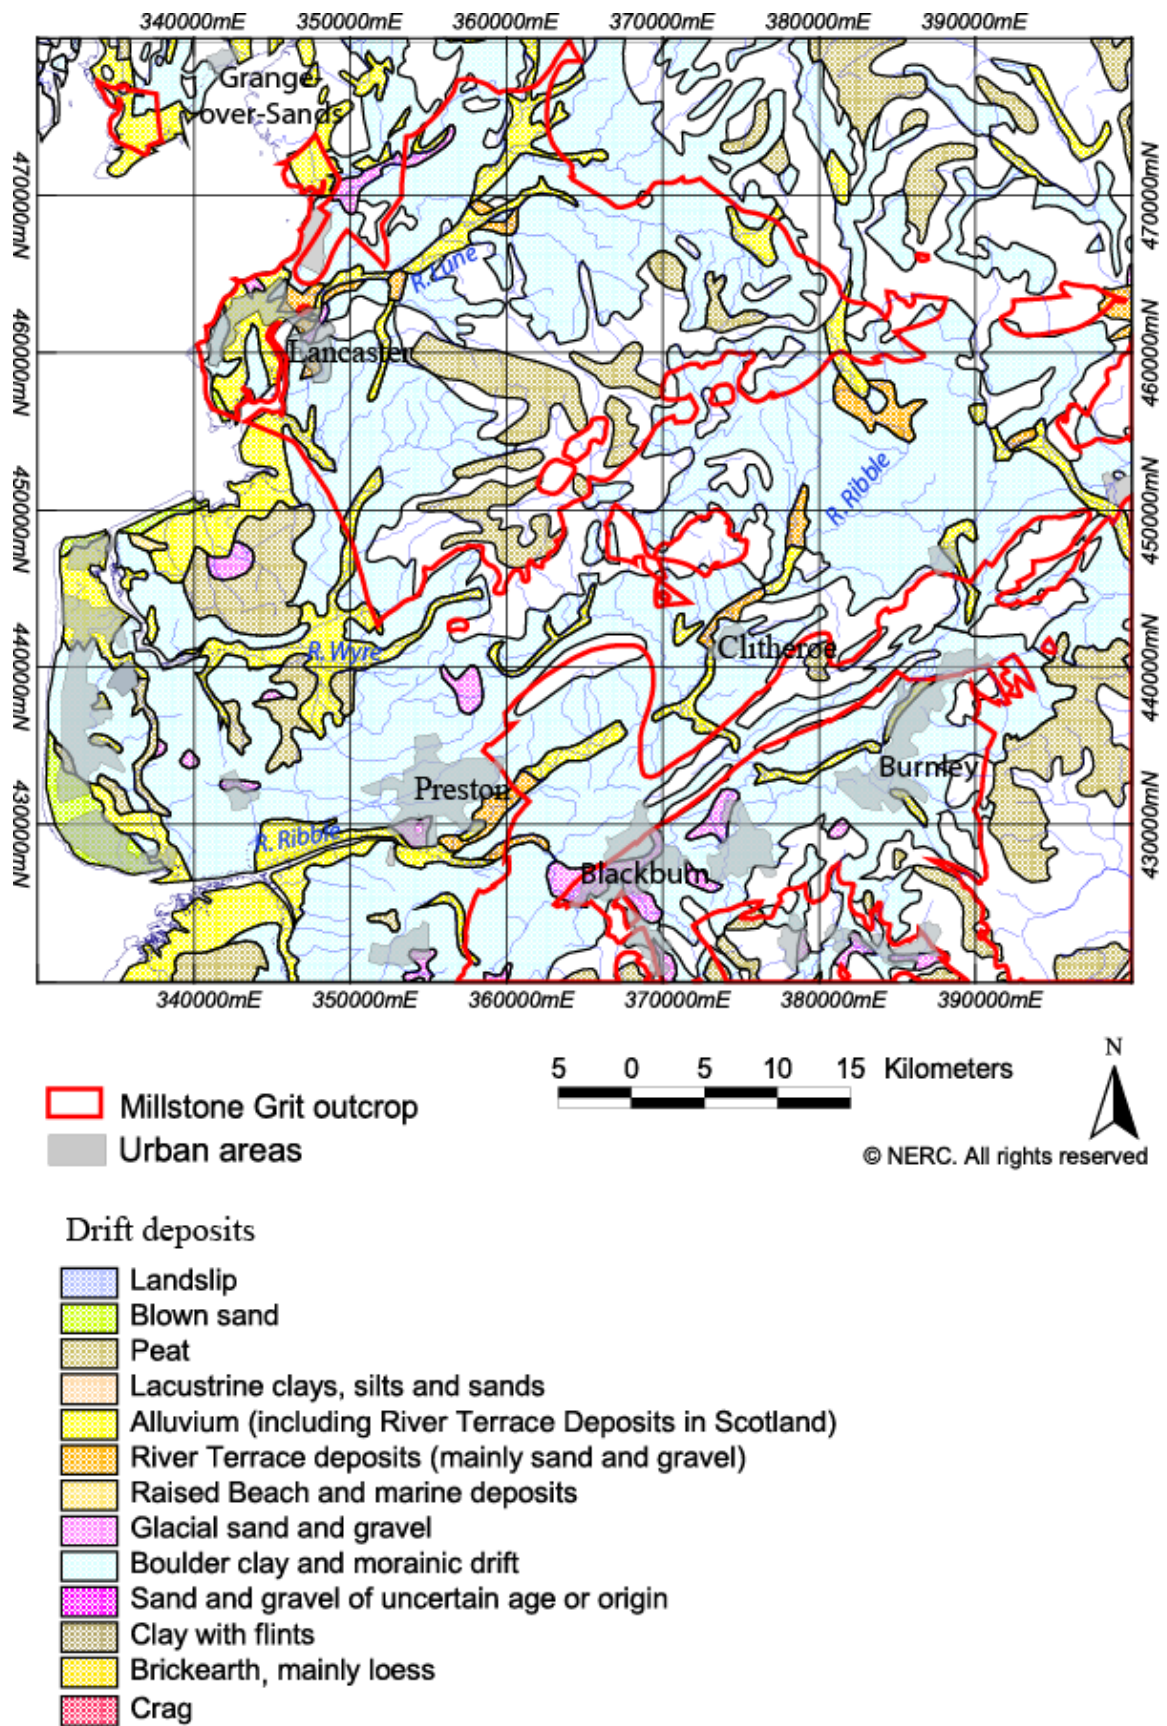 340000mE 350000mE 360000mE 370000mE 380000mE 390000mE
Grange-
over-Sands
470000mN
470000mN
R. Lune
460000mN
460000mN
Lancaster
R. Ribble
450000mN
450000mN
R. Wyre
Clitheroe
440000mN
440000mN
Preston
Burnley
R. Ribble
430000mN
430000mN
Blackburn
340000mE 350000mE 360000mE 370000mE 380000mE 390000mE
5 0 5 10 15 Kilometers
N
Millstone Grit outcrop
Urban areas
© NERC. All rights reserved
Drift deposits
Landslip
Blown sand
Peat
Lacustrine clays, silts and sands
Alluvium (including River Terrace Deposits in Scotland)
River Terrace deposits (mainly sand and gravel)
Raised Beach and marine deposits
Glacial sand and gravel
Boulder clay and morainic drift
Sand and gravel of uncertain age or origin
Clay with flints
Brickearth, mainly loess
Crag